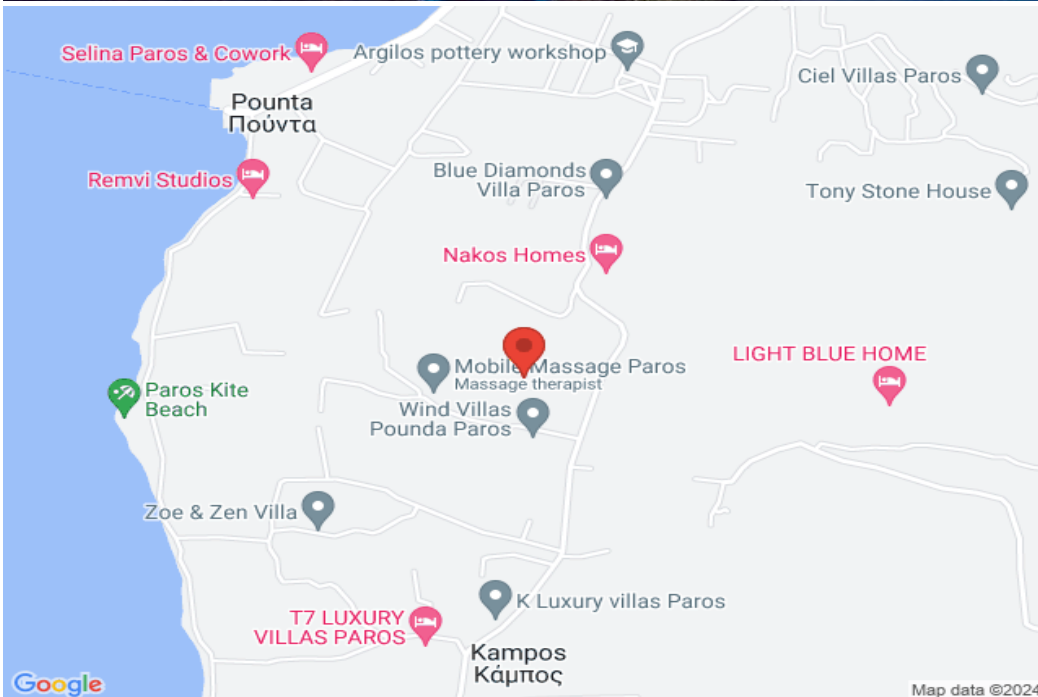 Selina Paros & Cowork
Argilos pottery workshop
Ciel Villas Paros
Pounta
Πούντα
Remvi Studios
Blue Diamonds
Villa Paros
Tony Stone House
Nakos Homes
LIGHT BLUE HOME
Mobile Massage Paros
Massage therapist
Paros Kite
Beach
Wind Villas
Pounda Paros
Zoe & Zen Villa
K Luxury villas Paros
T7 LUXURY
VILLAS PAROS
Kampos
Κάμπος
Google
Map data ©2024